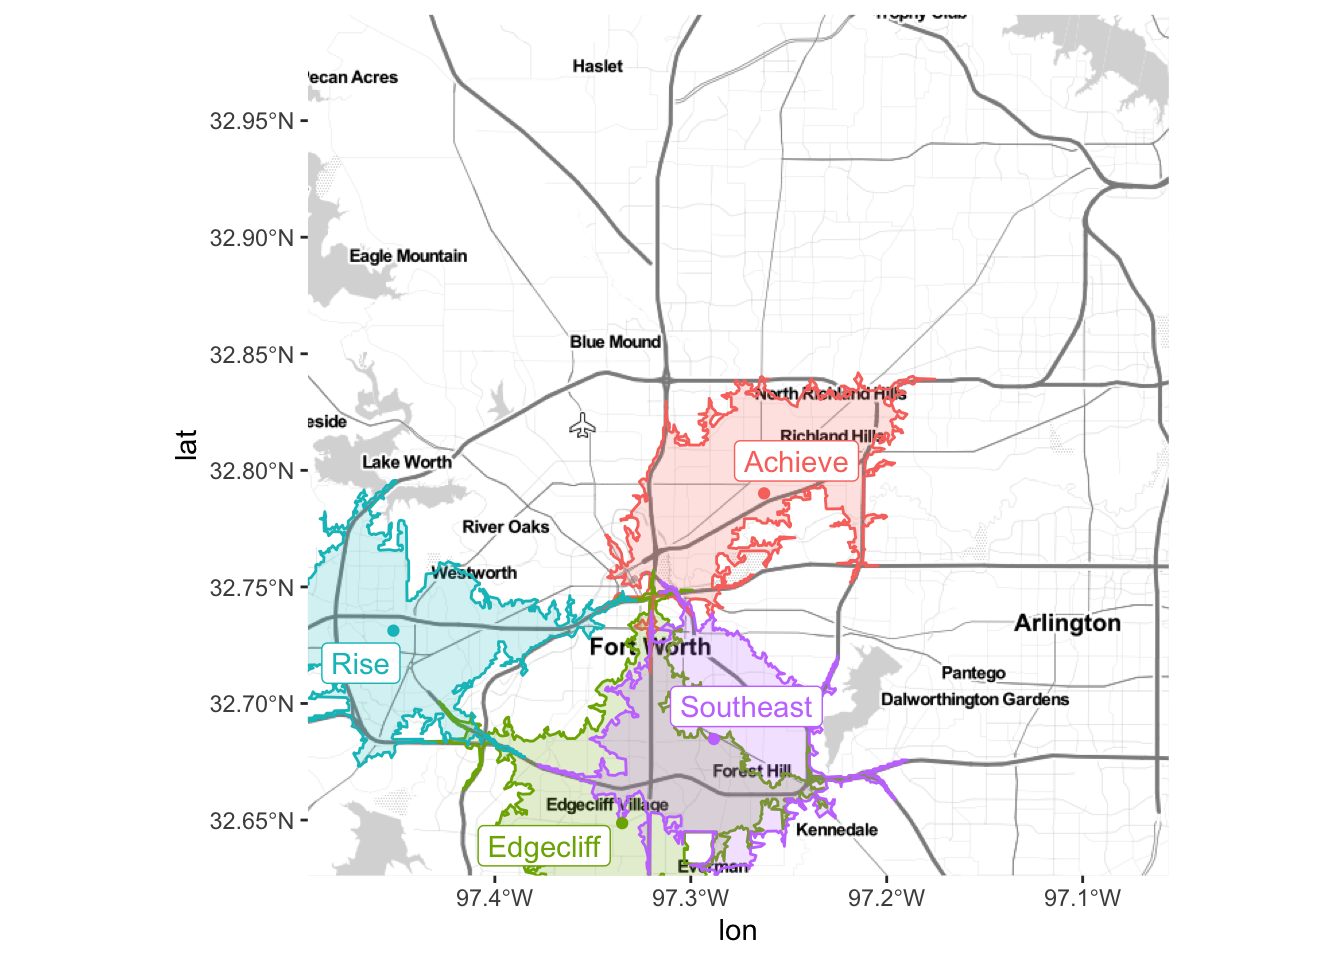 Trophy Club
Haslet
ecan Acres
32.95°N
32.90°N
Eagle Mountain
Blue Mound
32.85°N
North Richland Hills
eside
Richland Hills
Achieve
lat
32.80°N
Lake Worth
River Oaks
32.75°N
Westworth
Arlington
Fort Worth
Rise
Pantego
32.70°N
Dalworthington Gardens
Southeast
Forest Hill
Edgecliff Village
32.65°N
Kennedale
Edgecliff
Everman
97.4°W
97.3°W
97.2°W
97.1°W
lon